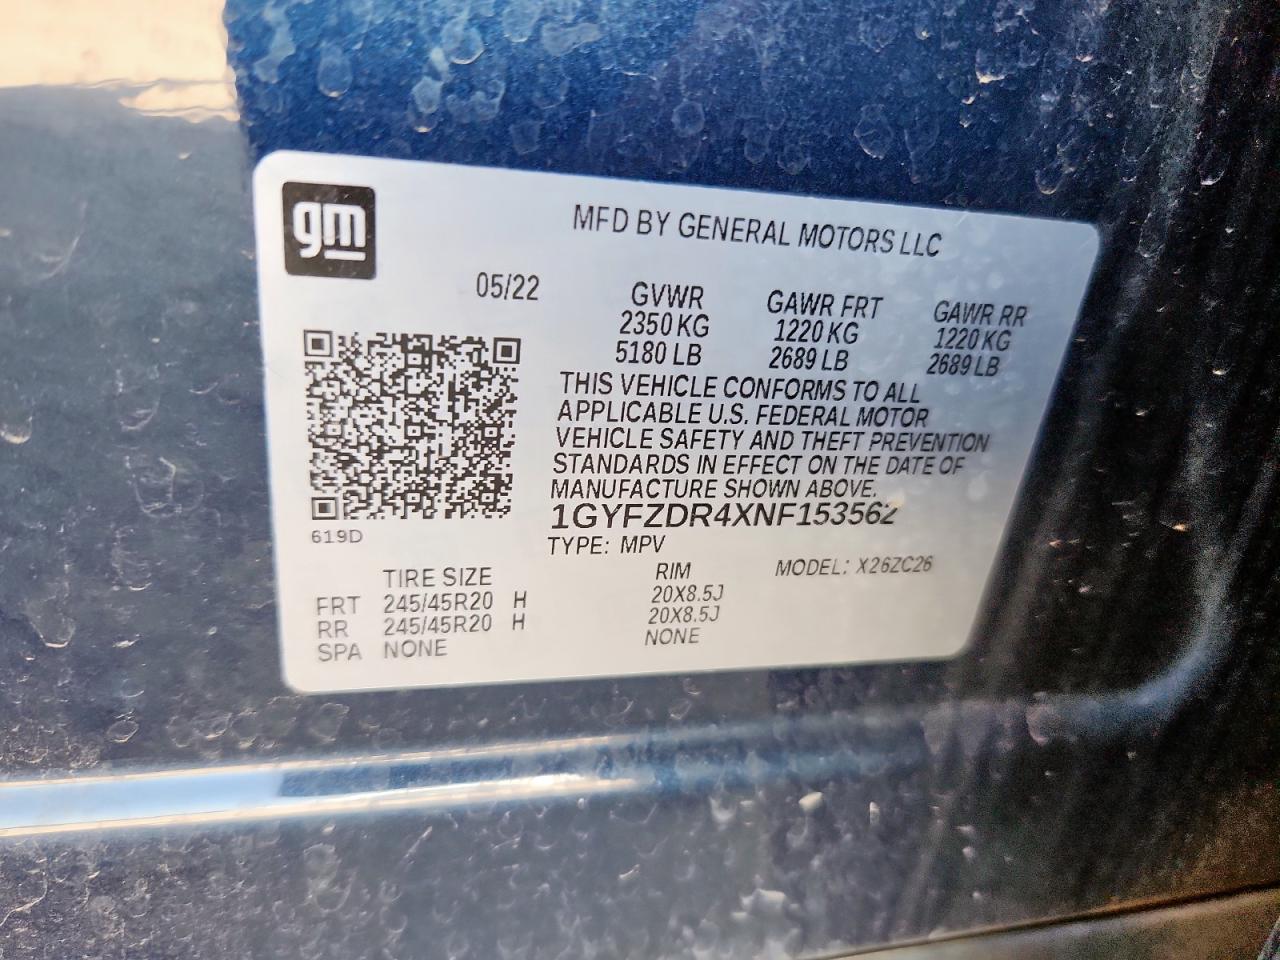 gm
MFD BY GENERAL MOTORS LLC
05/22
GVWR GAWR FRT GAWR RR
2350 KG 1220 KG 1220 KG
5180 LB 2689 LB 2689 LB
THIS VEHICLE CONFORMS TO ALL
APPLICABLE U.S. FEDERAL MOTOR
VEHICLE SAFETY AND THEFT PREVENTION
STANDARDS IN EFFECT ON THE DATE OF
MANUFACTURE SHOWN ABOVE.
1GYFZDR4XNF153562
619D
TYPE: MPV
MODEL: X26ZC26
TIRE SIZE RIM
FRT 245/45R20 H 20X8.5J
RR 245/45R20 H 20X8.5J
SPA NONE NONE